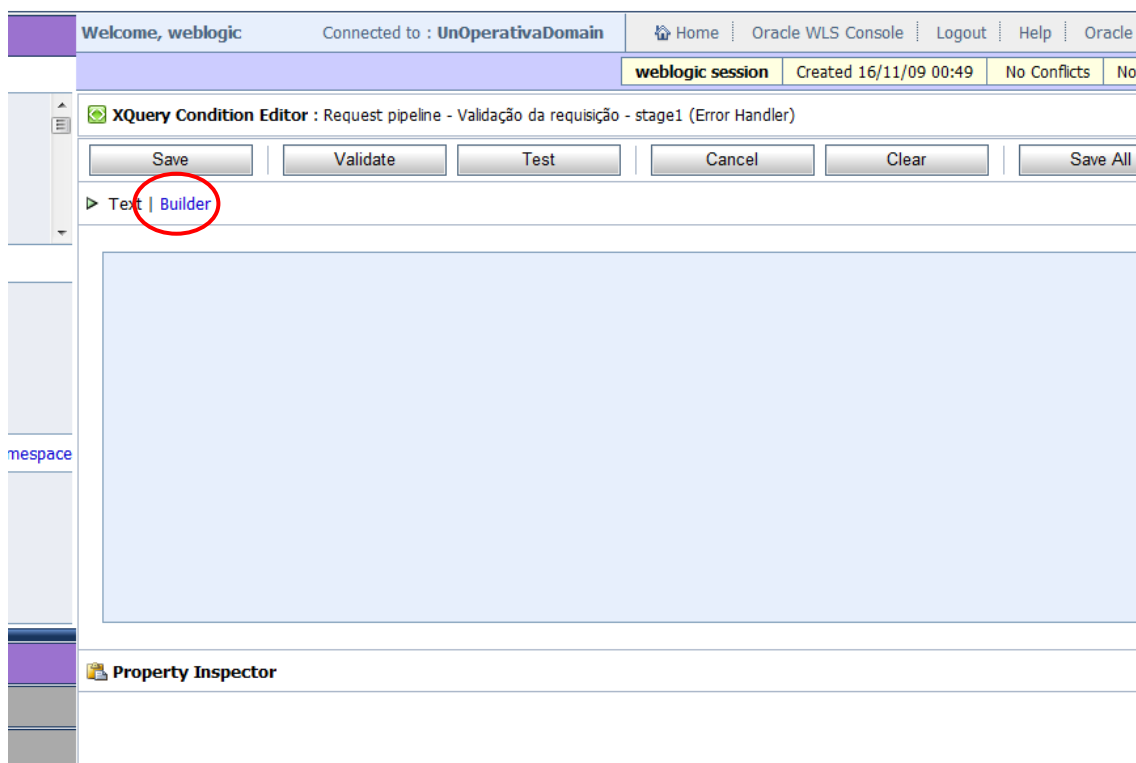 Welcome, weblogic Connected to : UnOperativaDomain Home Oracle WLS Console Logout Help Oracle
weblogic session Created 16/11/09 00:49 No Conflicts No
XQuery Condition Editor : Request pipeline - Validação da requisição - stage1 (Error Handler)
Save Validate Test Cancel Clear Save All
Text | Builder
mespace
Property Inspector